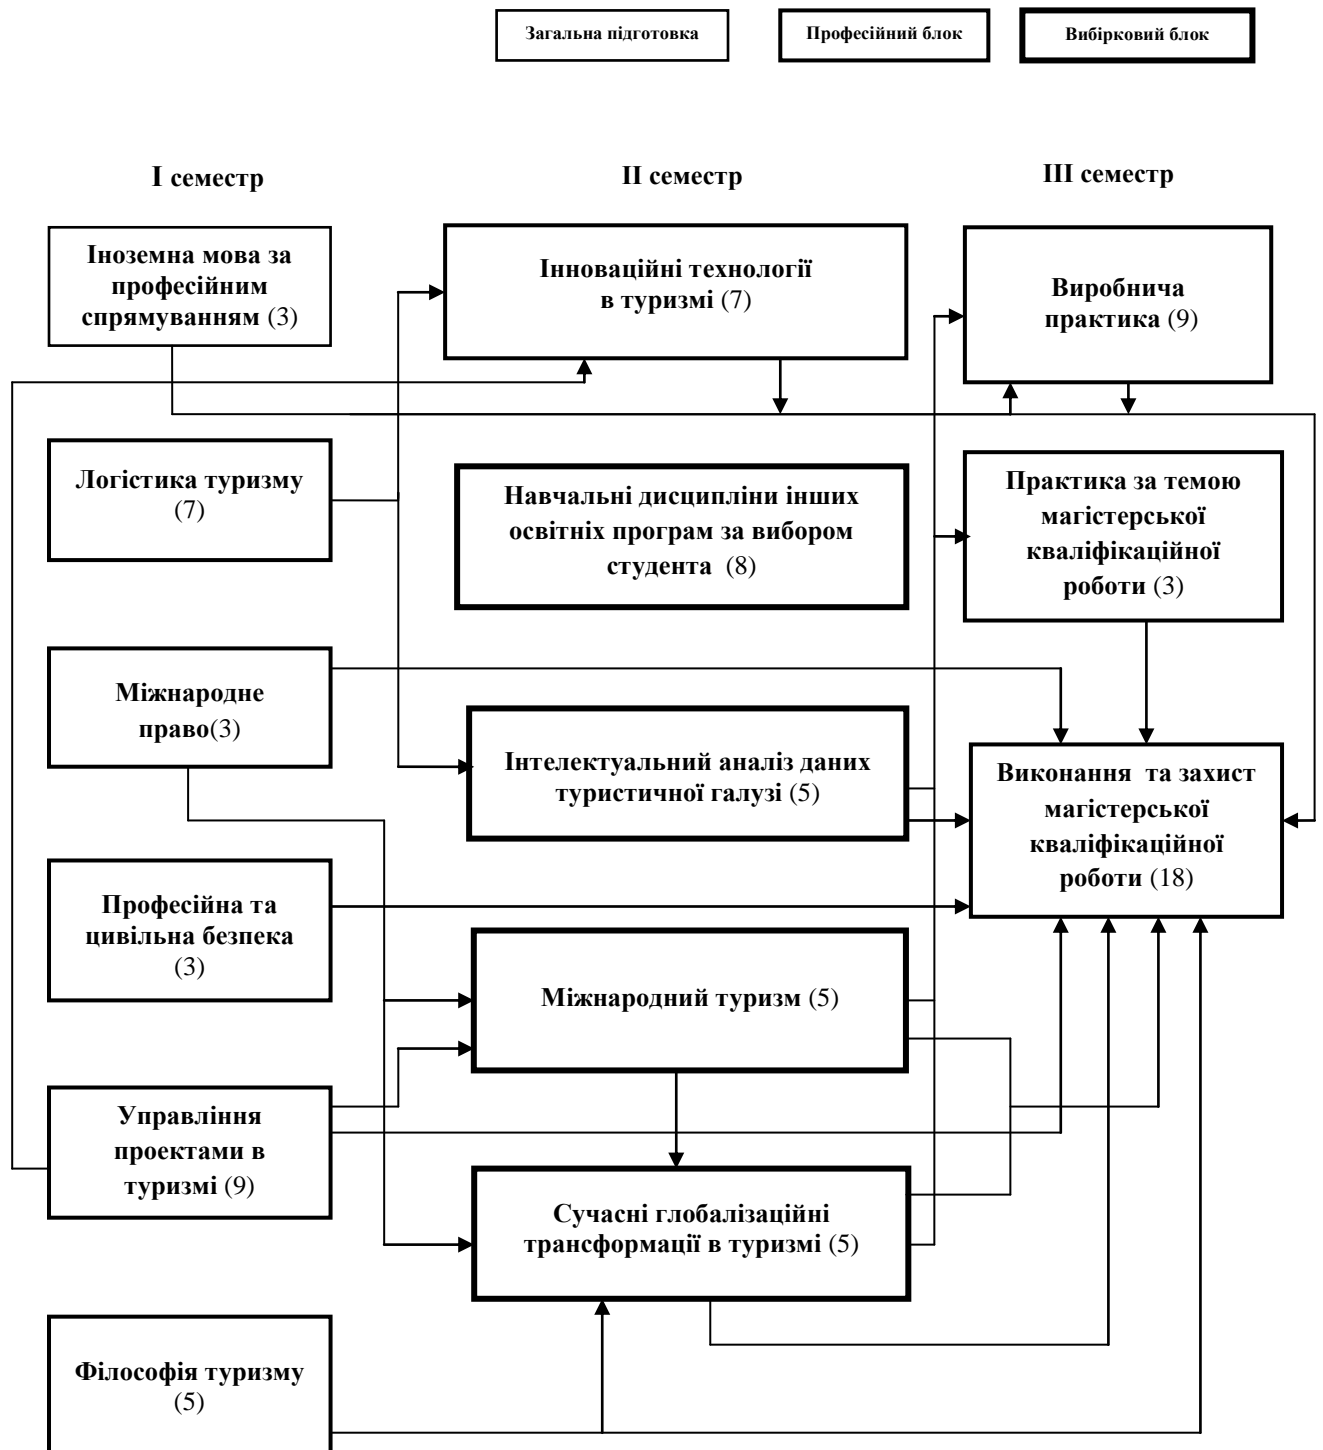 Загальна підготовка
Професійний блок
Вибірковий блок
І семестр
ІІ семестр
ІІІ семестр
Іноземна мова за
професійним
спрямуванням (3)
Логістика туризму
(7)
Міжнародне
право(3)
Професійна та
цивільна безпека
(3)
Управління
проектами в
туризмі (9)
Філософія туризму
(5)
Інноваційні технології
в туризмі (7)
Навчальні дисципліни інших
освітніх програм за вибором
студента (8)
Інтелектуальний аналіз даних
туристичної галузі (5)
Міжнародний туризм (5)
Сучасні глобалізаційні
трансформації в туризмі (5)
Виробнича
практика (9)
Практика за темою
магістерської
кваліфікаційної
роботи (3)
Виконання та захист
магістерської
кваліфікаційної
роботи (18)